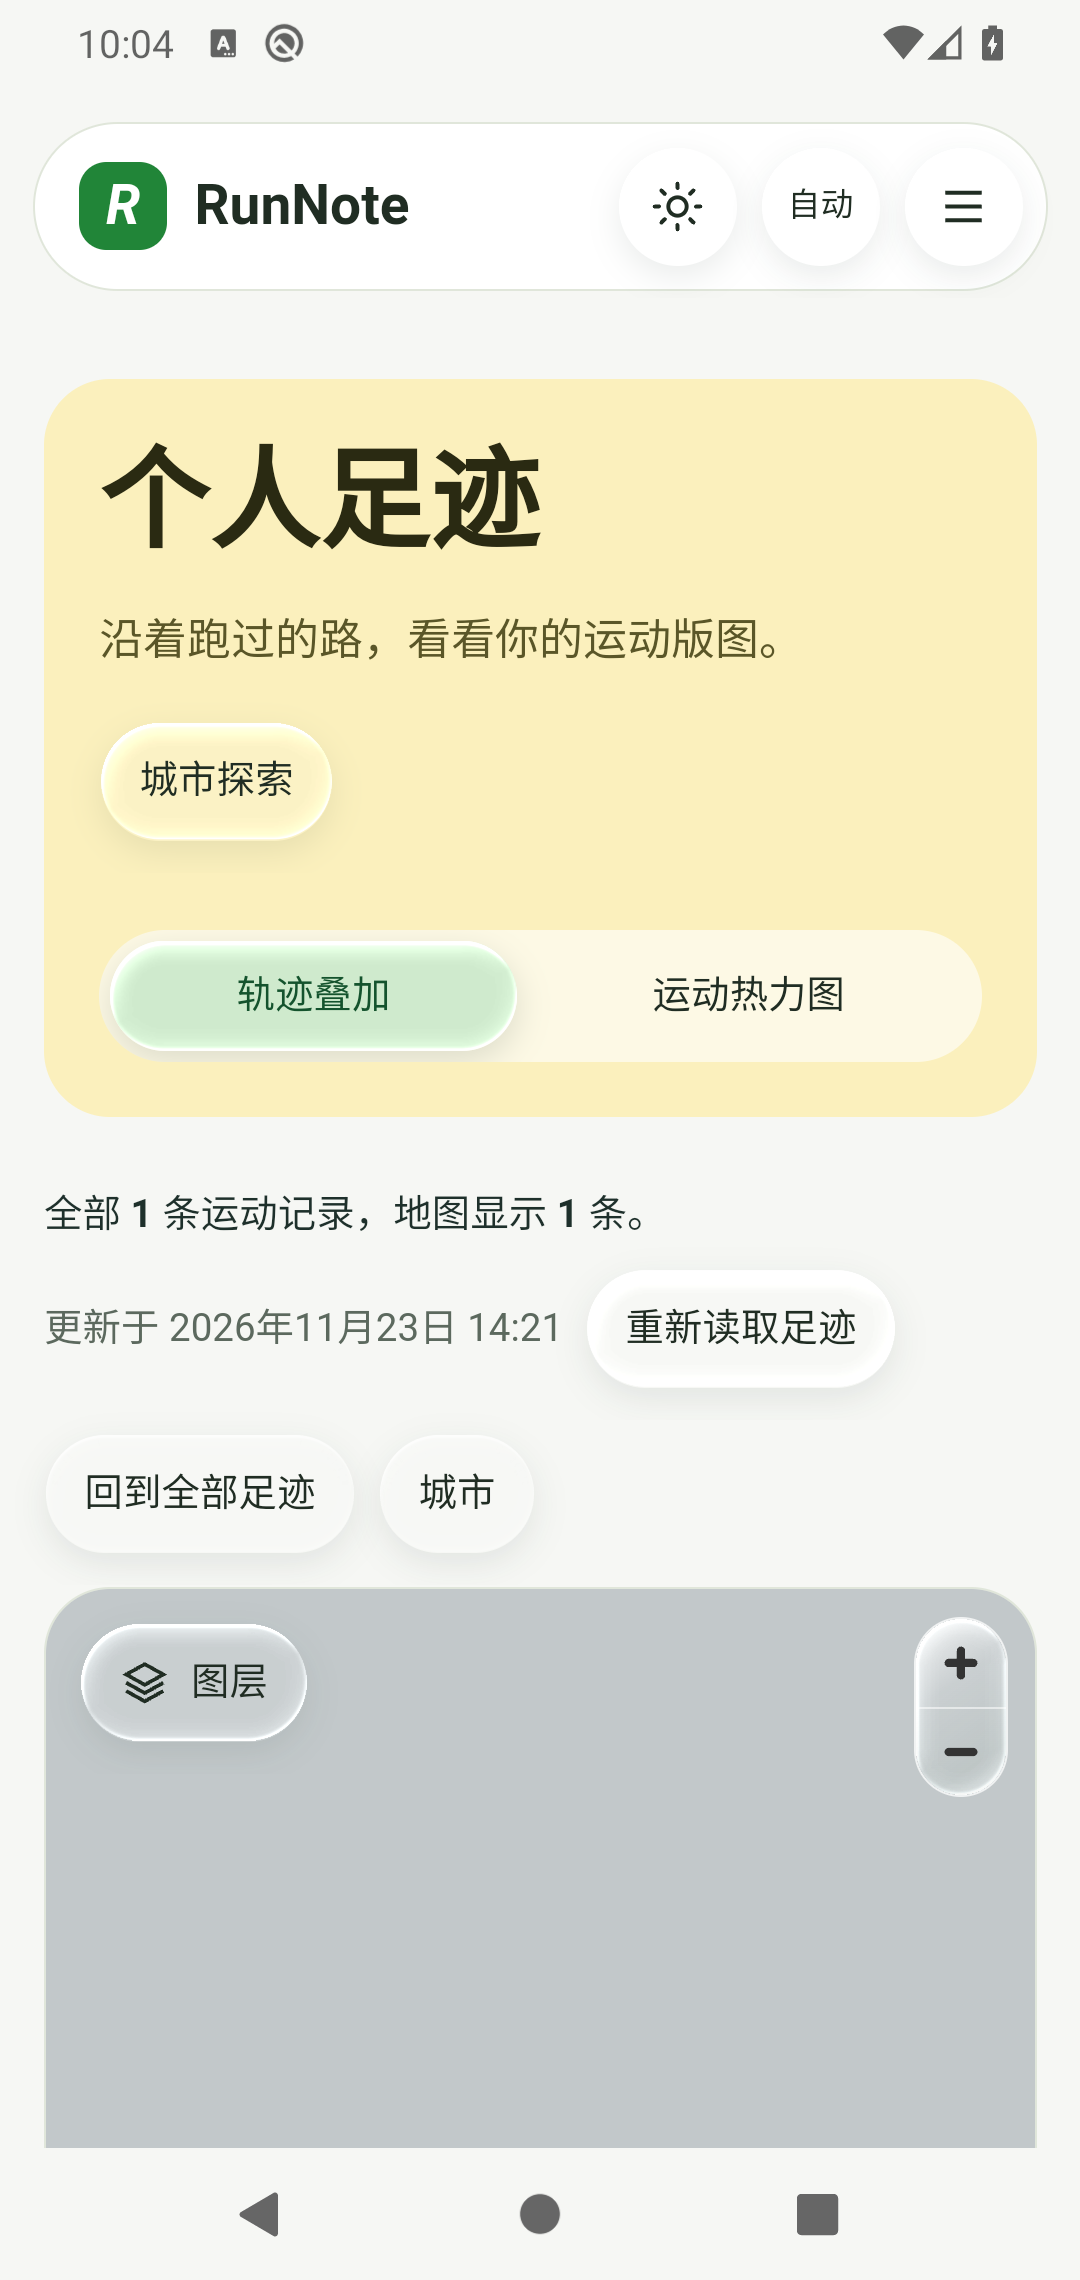 10:04
R RunNote 自动
个人足迹
沿着跑过的路，看看你的运动版图。
城市探索
轨迹叠加 运动热力图
全部 1 条运动记录，地图显示 1 条。
更新于 2026年11月23日 14:21 重新读取足迹
回到全部足迹 城市
图层